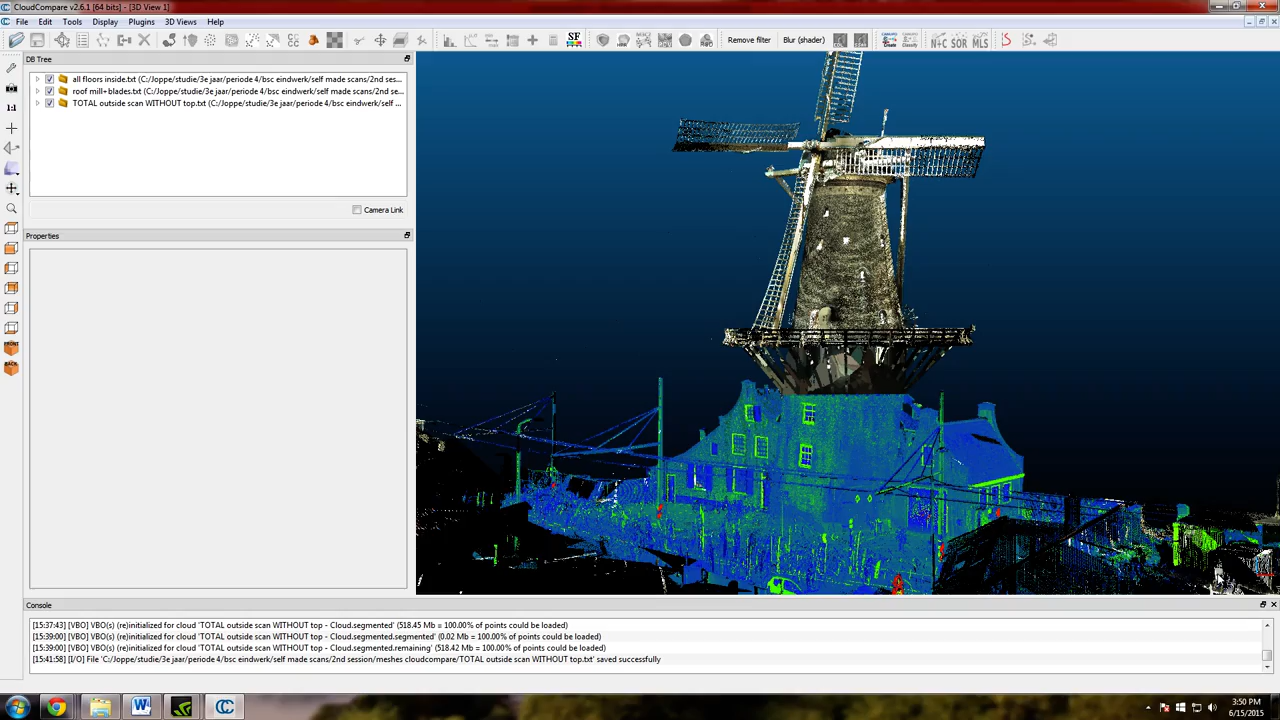 CloudCompare v2.6.1 [64 bits] - [3D View 1]
File Edit Tools Display Plugins 3D Views Help
SF Remove filter Blur (shader) N+C SOR MLS
DB Tree
all floors inside.txt (C:/Joppe/studie/3e jaar/periode 4/bsc eindwerk/self made scans/2nd ses...
roof mill+blades.txt (C:/Joppe/studie/3e jaar/periode 4/bsc eindwerk/self made scans/2nd se...
TOTAL outside scan WITHOUT top.txt (C:/Joppe/studie/3e jaar/periode 4/bsc eindwerk/self ...
1:1
Camera Link
Properties
FRONT
BACK
Console
[15:37:43] [VBO] VBO(s) (re)initialized for cloud 'TOTAL outside scan WITHOUT top - Cloud.segmented' (518.45 Mb = 100.00% of points could be loaded)
[15:39:00] [VBO] VBO(s) (re)initialized for cloud 'TOTAL outside scan WITHOUT top - Cloud.segmented.segmented' (0.02 Mb = 100.00% of points could be loaded)
[15:39:00] [VBO] VBO(s) (re)initialized for cloud 'TOTAL outside scan WITHOUT top - Cloud.segmented.remaining' (518.42 Mb = 100.00% of points could be loaded)
[15:41:58] [I/O] File 'C:/Joppe/studie/3e jaar/periode 4/bsc eindwerk/self made scans/2nd session/meshes cloudcompare/TOTAL outside scan WITHOUT top.txt' saved successfully
3:50 PM
6/15/2015